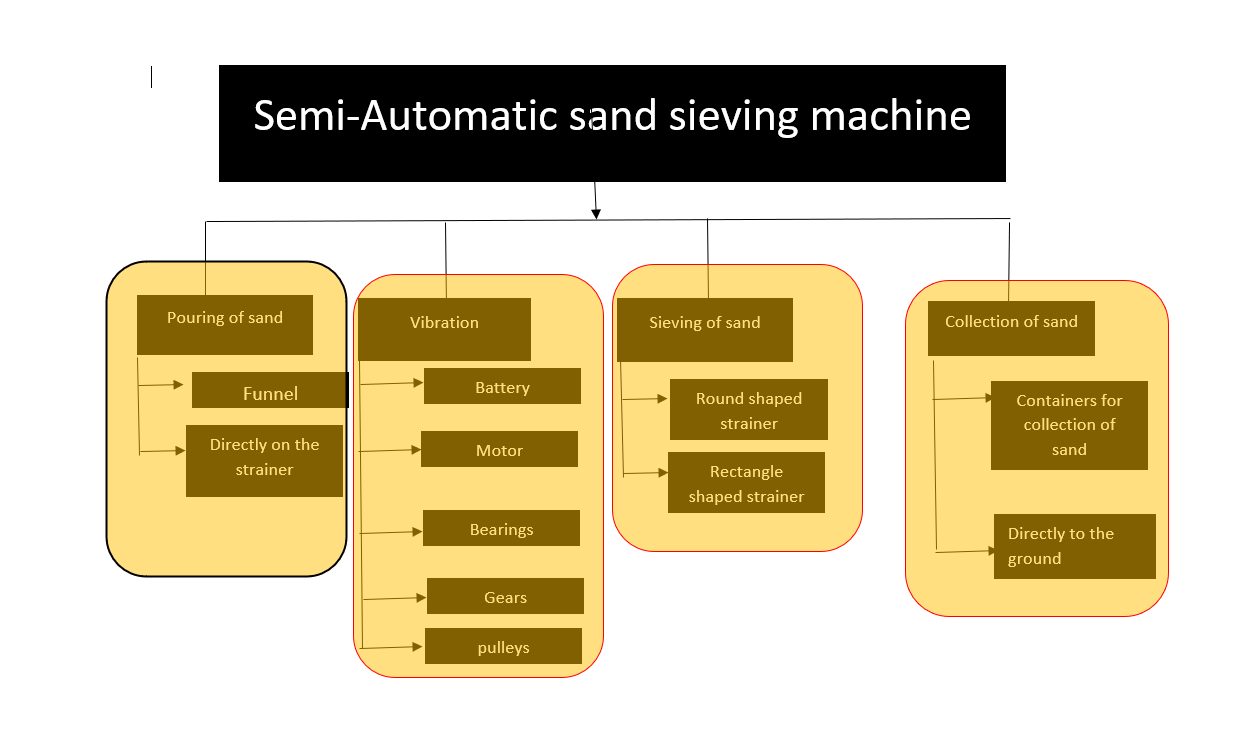 Semi-Automatic sand sieving machine
Pouring of sand
Funnel
Directly on the
strainer
Vibration
Battery
Motor
Bearings
Gears
pulleys
Sieving of sand
Round shaped
strainer
Rectangle
shaped strainer
Collection of sand
Containers for
collection of
sand
Directly to the
ground